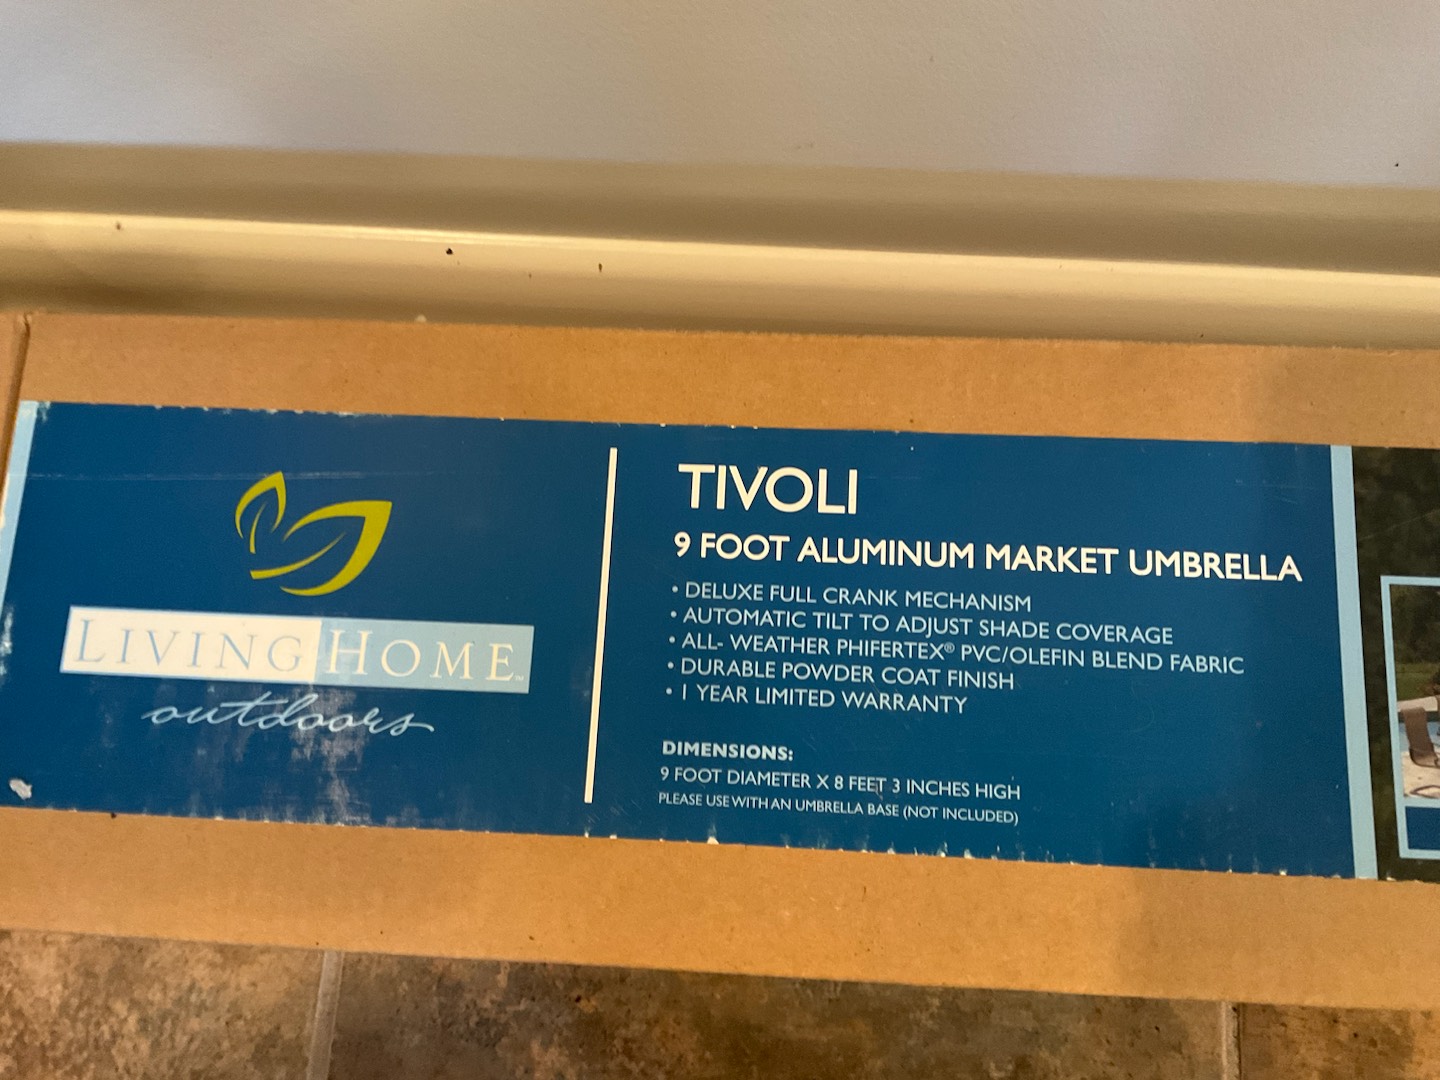 LIVING HOME™
outdoors
TIVOLI
9 FOOT ALUMINUM MARKET UMBRELLA
• DELUXE FULL CRANK MECHANISM
• AUTOMATIC TILT TO ADJUST SHADE COVERAGE
• ALL- WEATHER PHIFERTEX® PVC/OLEFIN BLEND FABRIC
• DURABLE POWDER COAT FINISH
• 1 YEAR LIMITED WARRANTY
DIMENSIONS:
9 FOOT DIAMETER X 8 FEET 3 INCHES HIGH
PLEASE USE WITH AN UMBRELLA BASE (NOT INCLUDED)